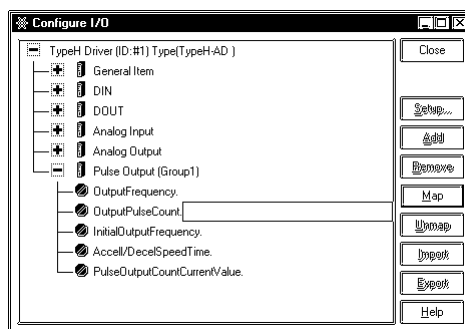 Configure I/O
TypeH Driver (ID:#1) Type(TypeH-AD )
General Item
DIN
DOUT
Analog Input
Analog Output
Pulse Output (Group1)
OutputFrequency.
OutputPulseCount.
InitialOutputFrequency.
Accell/DecelSpeedTime.
PulseOutputCountCurrentValue.
Close
Setup...
Add
Remove
Map
Unmap
Import
Export
Help